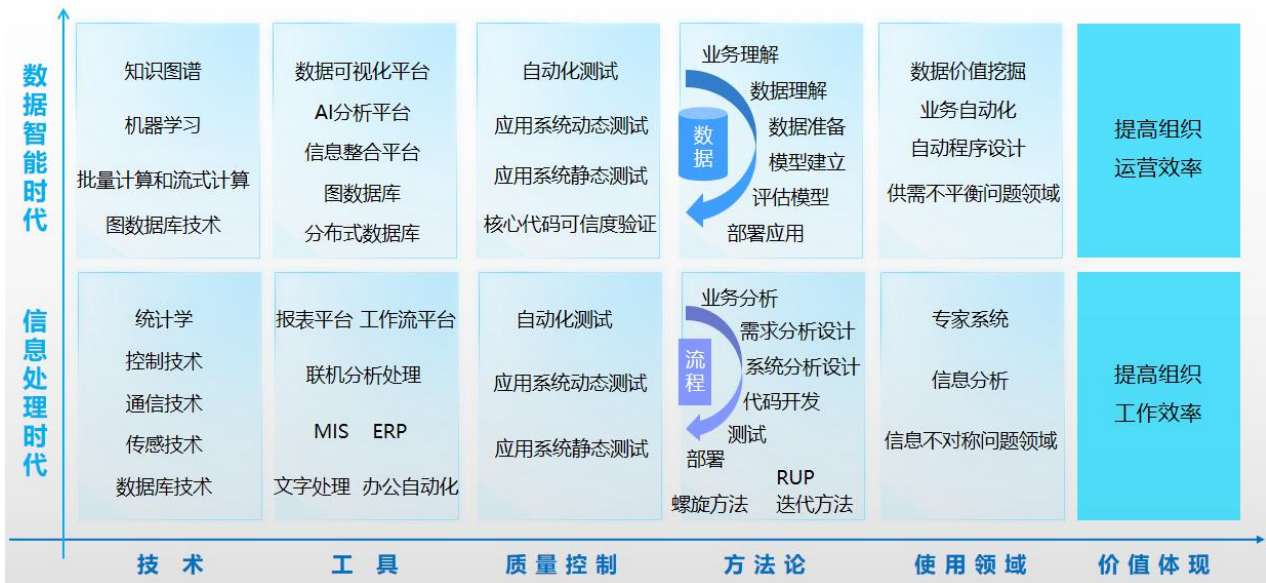 数据智能时代
知识图谱
机器学习
批量计算和流式计算
图数据库技术
数据可视化平台
AI分析平台
信息整合平台
图数据库
分布式数据库
自动化测试
应用系统动态测试
应用系统静态测试
核心代码可信度验证
业务理解
数据理解
数据准备
模型建立
评估模型
部署应用
数据
数据价值挖掘
业务自动化
自动程序设计
供需不平衡问题领域
提高组织
运营效率
信息处理时代
统计学
控制技术
通信技术
传感技术
数据库技术
报表平台 工作流平台
联机分析处理
MIS ERP
文字处理 办公自动化
自动化测试
应用系统动态测试
应用系统静态测试
业务分析
需求分析设计
系统分析设计
代码开发
测试
部署
流程
RUP
螺旋方法 迭代方法
专家系统
信息分析
信息不对称问题领域
提高组织
工作效率
技术 工具 质量控制 方法论 使用领域 价值体现